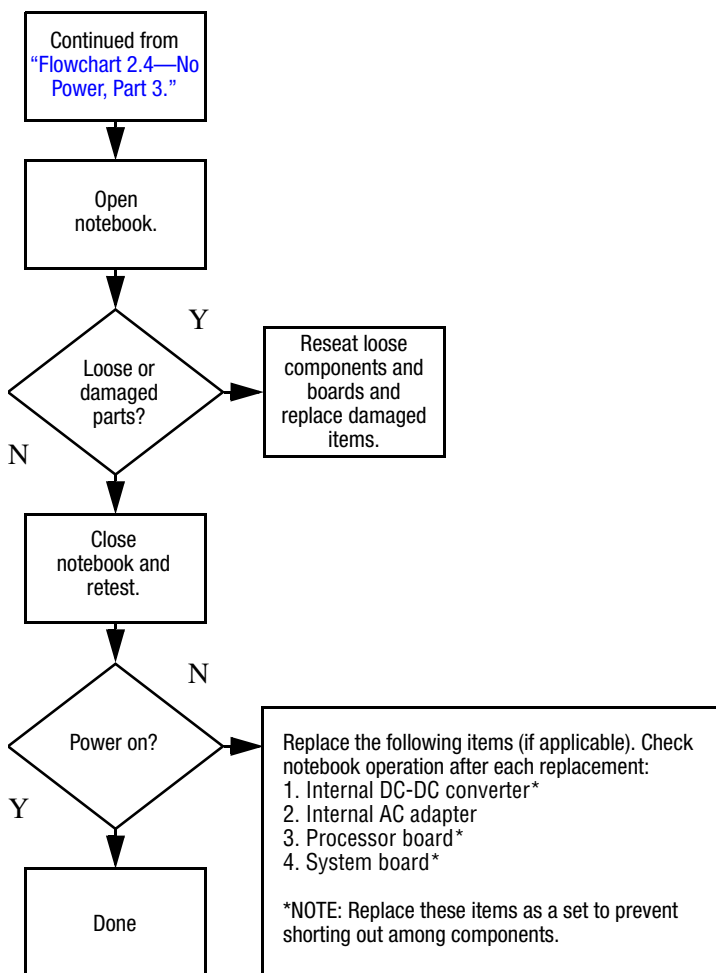 Continued from
"Flowchart 2.4—No
Power, Part 3."
Open
notebook.
Y
Loose or
damaged
parts?
Reseat loose
components
and
boards and
replace damaged
items.
N
Close
notebook and
retest.
N
Power on?
Y
Replace the following items (if applicable). Check
notebook operation after each replacement:
1. Internal DC-DC converter*
2. Internal AC adapter
3. Processor board*
4. System board*
*NOTE: Replace these items as a set to prevent
shorting out among components.
Done